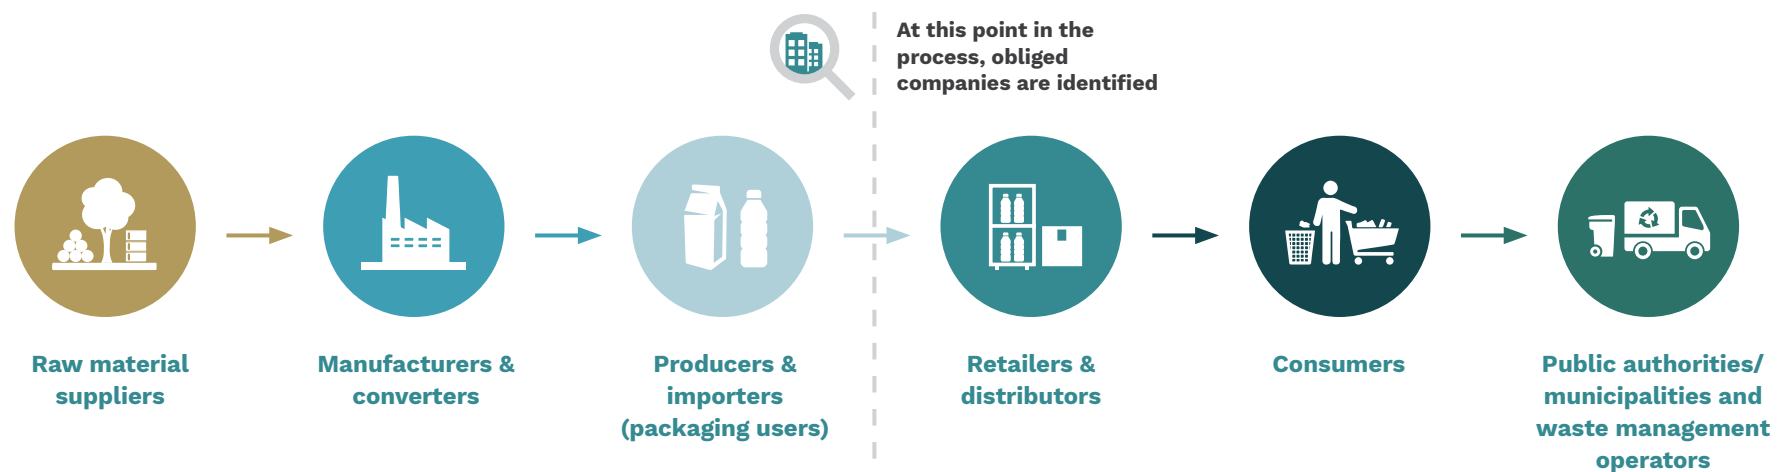 At this point in the
process, obliged
companies are identified
Raw material
suppliers
Manufacturers &
converters
Producers &
importers
(packaging users)
Retailers &
distributors
Consumers
Public authorities/
municipalities and
waste management
operators